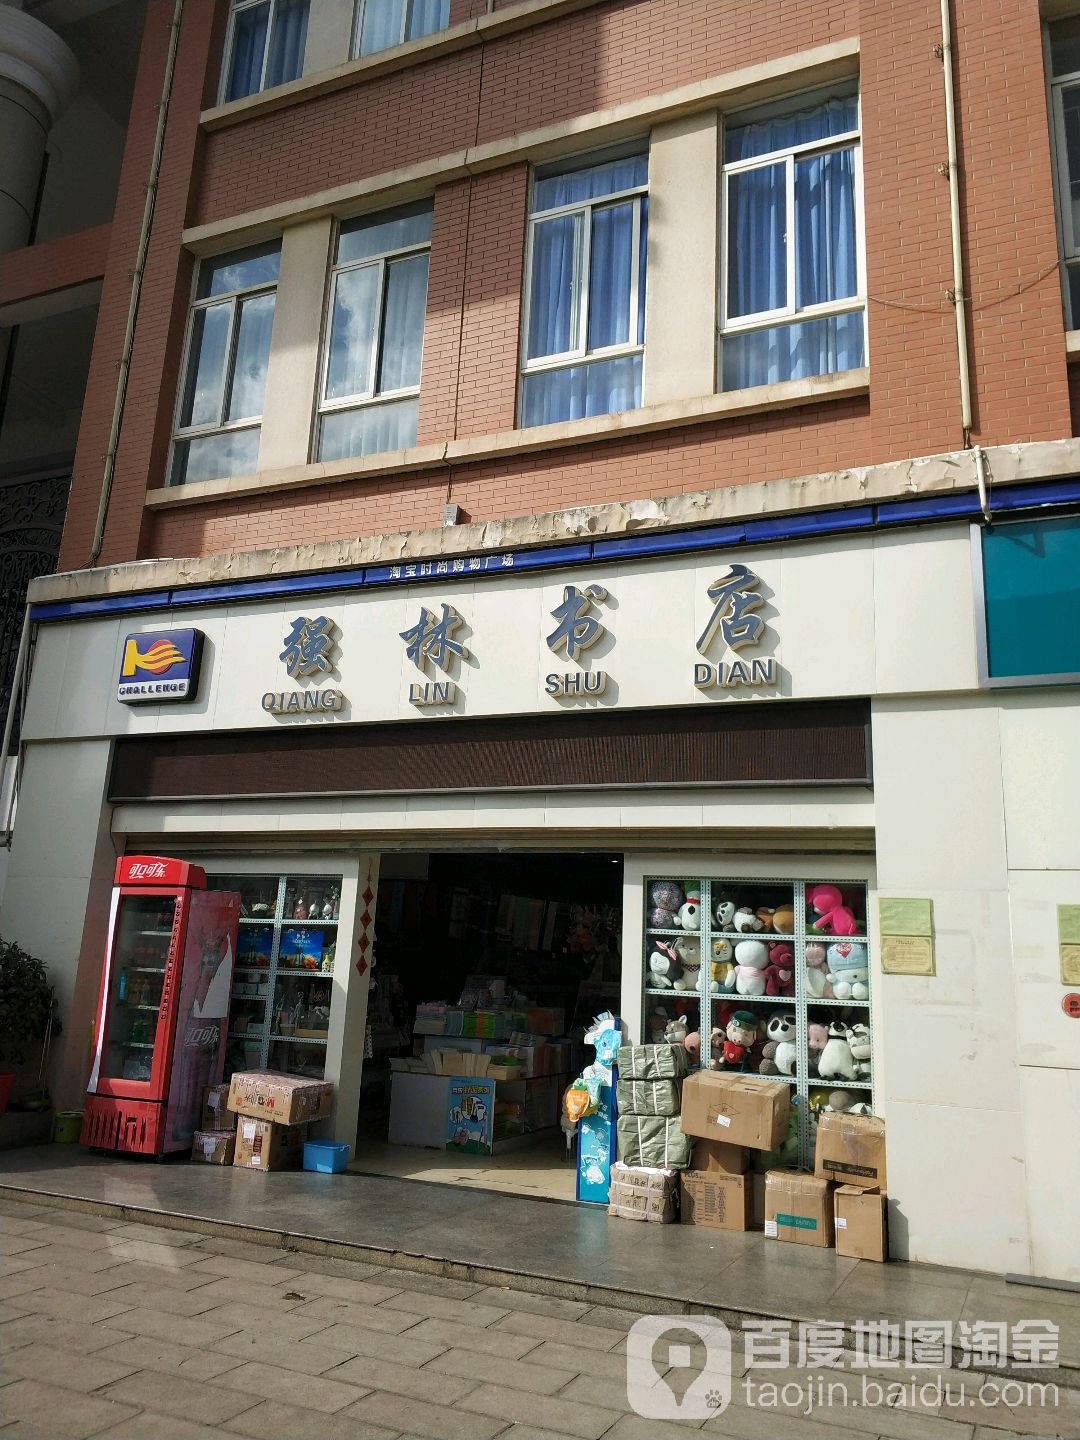 淘宝时尚购物广场
强林书店
QIANG LIN SHU DIAN
CHALLENGE
可口可乐
可口可乐
百度地图淘金
taojin.baidu.com